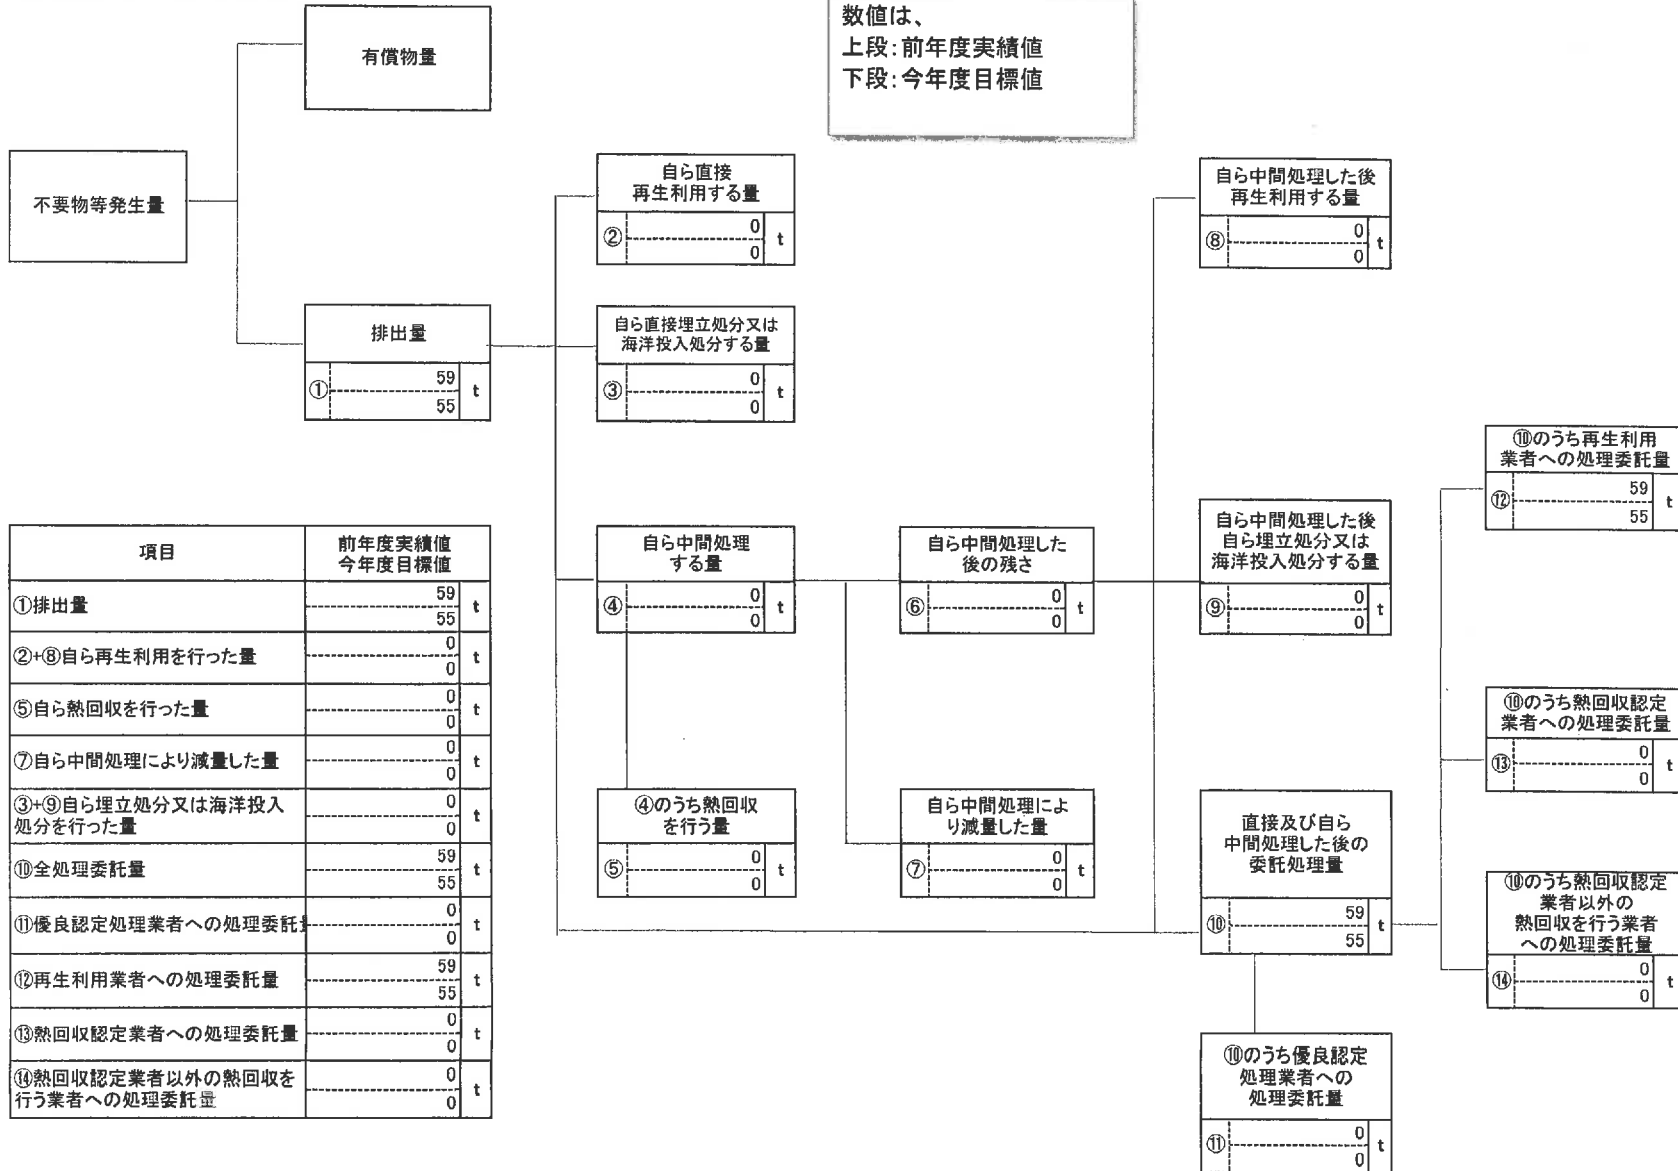 数値は、
上段:前年度実績値
下段:今年度目標値
有償物量
不要物等発生量
排出量
①
59
55
t
自ら直接
再生利用する量
②
0
0
t
自ら直接埋立処分又は
海洋投入処分する量
③
0
0
t
自ら中間処理
する量
④
0
0
t
④のうち熱回収
を行う量
⑤
0
0
t
自ら中間処理した
後の残さ
⑥
0
0
t
自ら中間処理によ
り減量した量
⑦
0
0
t
自ら中間処理した後
再生利用する量
⑧
0
0
t
自ら中間処理した後
自ら埋立処分又は
海洋投入処分する量
⑨
0
0
t
直接及び自ら
中間処理した後の
委託処理量
⑩
59
55
t
⑩のうち優良認定
処理業者への
処理委託量
⑪
0
0
t
⑩のうち再生利用
業者への処理委託量
⑫
59
55
t
⑩のうち熱回収認定
業者への処理委託量
⑬
0
0
t
⑩のうち熱回収認定
業者以外の
熱回収を行う業者
への処理委託量
⑭
0
0
t
項目
前年度実績値
今年度目標値
①排出量
59
55
t
②+⑧自ら再生利用を行った量
0
0
t
⑤自ら熱回収を行った量
0
0
t
⑦自ら中間処理により減量した量
0
0
t
③+⑨自ら埋立処分又は海洋投入
処分を行った量
0
0
t
⑩全処理委託量
59
55
t
⑪優良認定処理業者への処理委託
0
0
t
⑫再生利用業者への処理委託量
59
55
t
⑬熱回収認定業者への処理委託量
0
0
t
⑭熱回収認定業者以外の熱回収を
行う業者への処理委託量
0
0
t